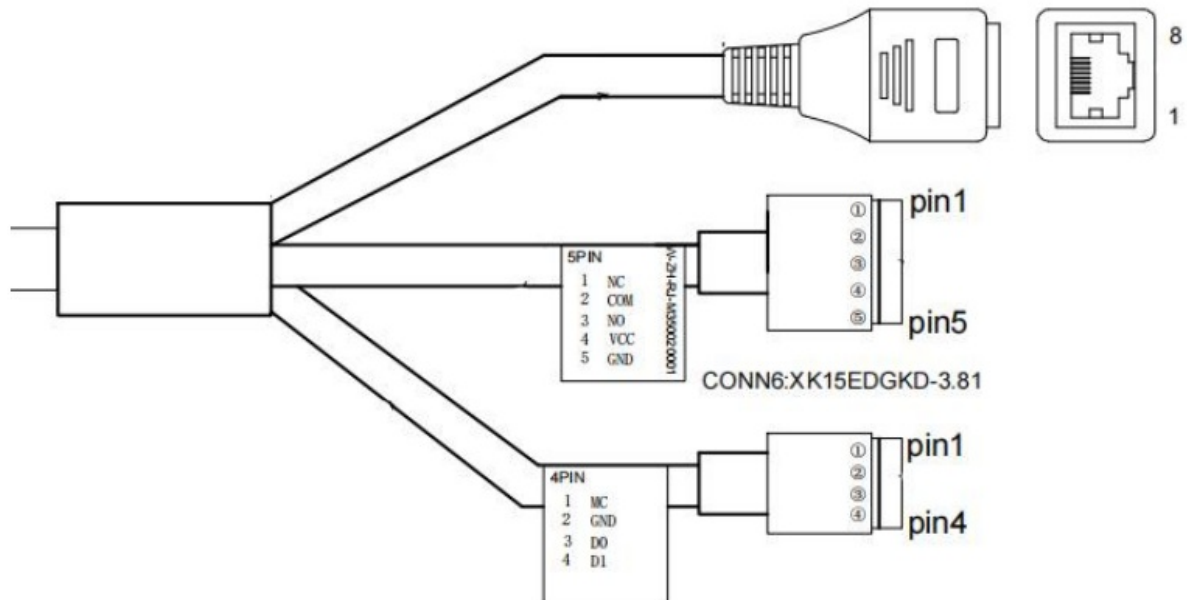 8
1
pin1
①
②
③
④
⑤
pin5
5PIN
1 NC
2 COM
3 NO
4 VCC
5 GND
CONN6:XK15EDGKD-3.81
pin1
①
②
③
④
pin4
4PIN
1 MC
2 GND
3 D0
4 D1